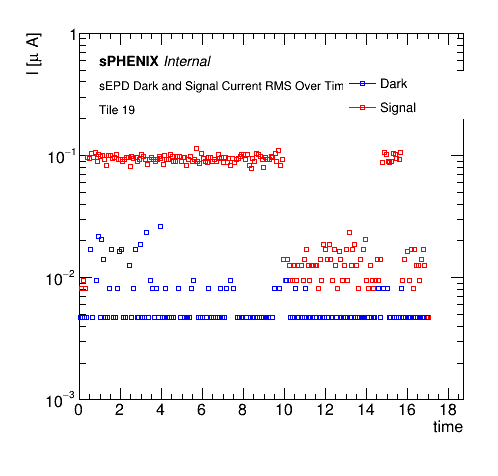 I [μ A]
sPHENIX Internal
sEPD Dark and Signal Current RMS Over Tim
Tile 19
Dark
Signal
1
10⁻¹
10⁻²
10⁻³
0 2 4 6 8 10 12 14 16 18
time